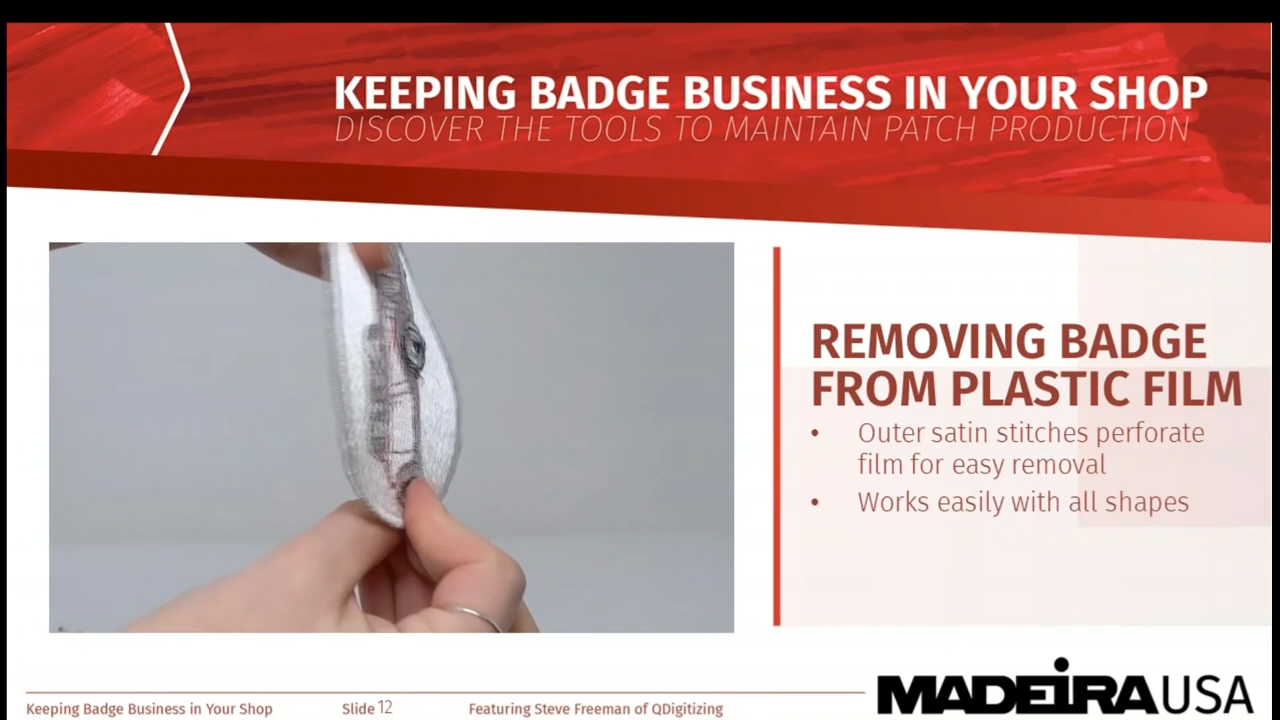 KEEPING BADGE BUSINESS IN YOUR SHOP
DISCOVER THE TOOLS TO MAINTAIN PATCH PRODUCTION
REMOVING BADGE
FROM PLASTIC FILM
• Outer satin stitches perforate
film for easy removal
• Works easily with all shapes
Keeping Badge Business in Your Shop Slide 12 Featuring Steve Freeman of QDigitizing
MADEIRA USA